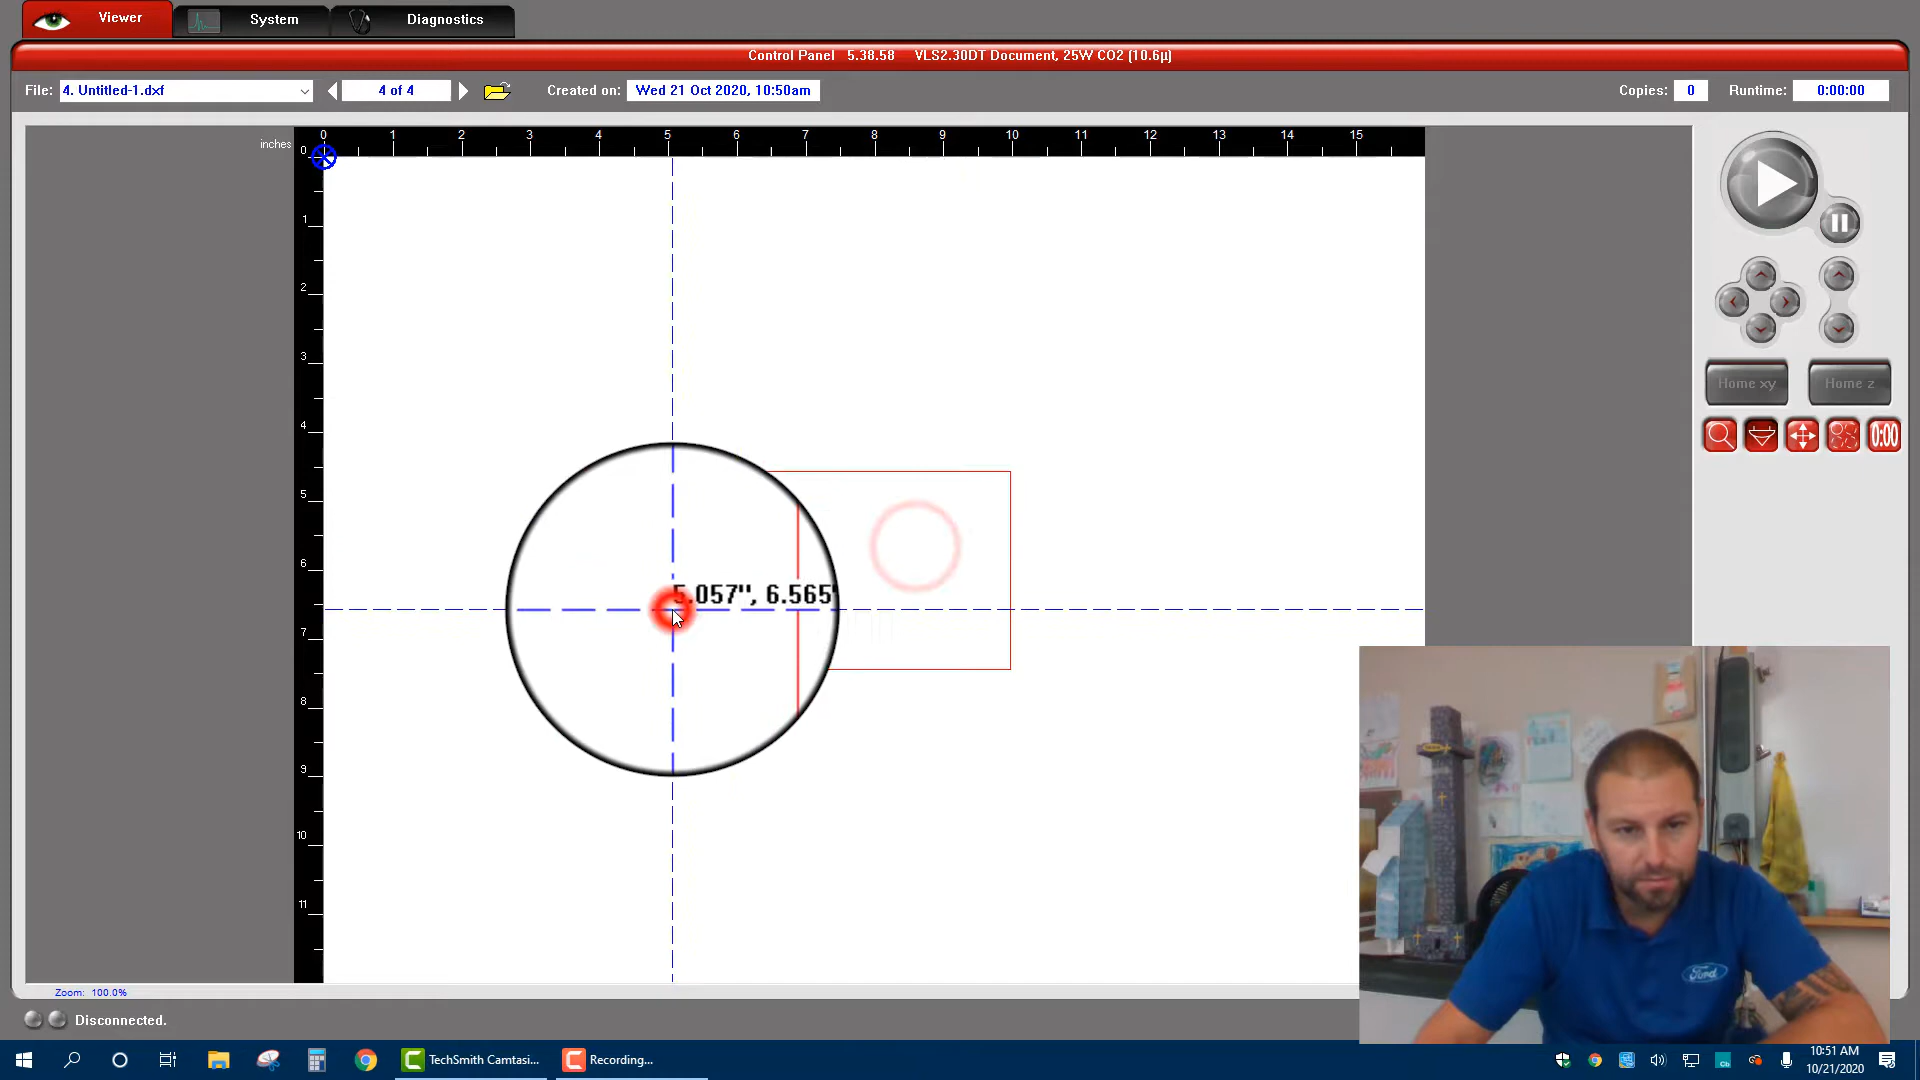 Viewer
System
Diagnostics
Control Panel 5.38.58 VLS2.30DT Document, 25W CO2 (10.6µ)
File: 4. Untitled-1.dxf 4 of 4 Created on: Wed 21 Oct 2020, 10:50am Copies: 0 Runtime: 0:00:00
inches 0 1 2 3 4 5 6 7 8 9 10 11 12 13 14 15
0
1
2
3
4
5
6
7
8
9
10
11
5.057", 6.565"
Home xy
Home z
0:00
Zoom: 100.0%
Disconnected.
Ford
TechSmith Camtasi...
Recording...
Cb
10:51 AM
10/21/2020